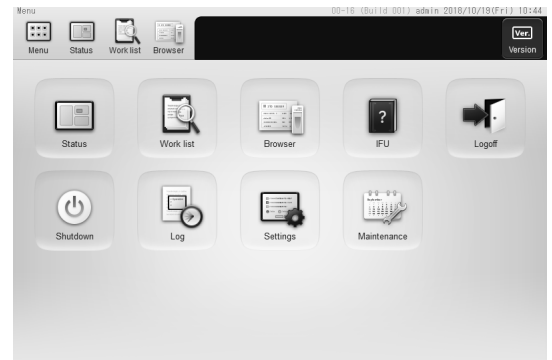 Menu 00-16 (Build 001) admin 2018/10/19(Fri) 10:44
Menu Status Work list Browser Ver. Version
Status Work list Browser IFU Logoff
Shutdown Log Settings Maintenance